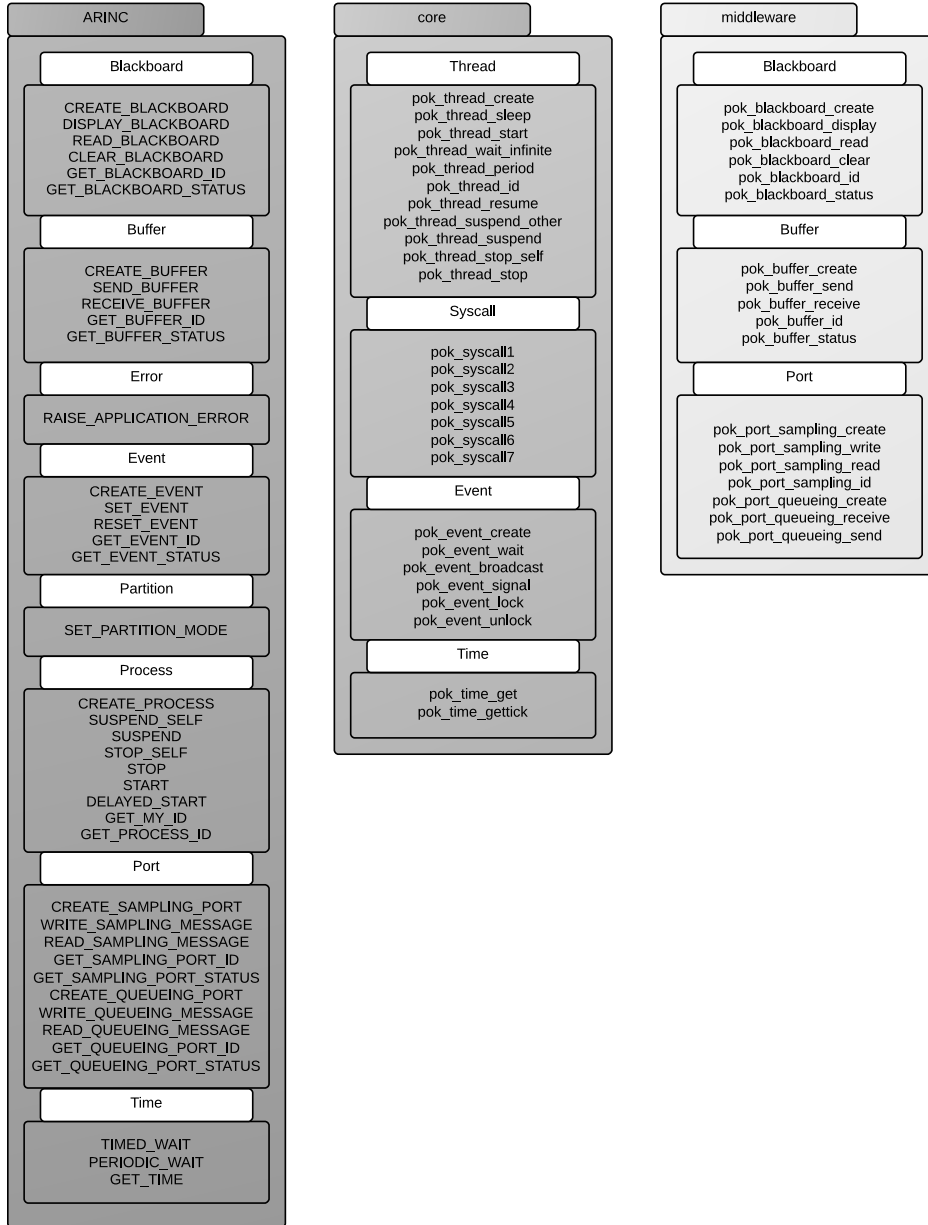 ARINC
Blackboard
CREATE_BLACKBOARD
DISPLAY_BLACKBOARD
READ_BLACKBOARD
CLEAR_BLACKBOARD
GET_BLACKBOARD_ID
GET_BLACKBOARD_STATUS
Buffer
CREATE_BUFFER
SEND_BUFFER
RECEIVE_BUFFER
GET_BUFFER_ID
GET_BUFFER_STATUS
Error
RAISE_APPLICATION_ERROR
Event
CREATE_EVENT
SET_EVENT
RESET_EVENT
GET_EVENT_ID
GET_EVENT_STATUS
Partition
SET_PARTITION_MODE
Process
CREATE_PROCESS
SUSPEND_SELF
SUSPEND
STOP_SELF
STOP
START
DELAYED_START
GET_MY_ID
GET_PROCESS_ID
Port
CREATE_SAMPLING_PORT
WRITE_SAMPLING_MESSAGE
READ_SAMPLING_MESSAGE
GET_SAMPLING_PORT_ID
GET_SAMPLING_PORT_STATUS
CREATE_QUEUEING_PORT
WRITE_QUEUEING_MESSAGE
READ_QUEUEING_MESSAGE
GET_QUEUEING_PORT_ID
GET_QUEUEING_PORT_STATUS
Time
TIMED_WAIT
PERIODIC_WAIT
GET_TIME
core
Thread
pok_thread_create
pok_thread_sleep
pok_thread_start
pok_thread_wait_infinite
pok_thread_period
pok_thread_id
pok_thread_resume
pok_thread_suspend_other
pok_thread_suspend
pok_thread_stop_self
pok_thread_stop
Syscall
pok_syscall1
pok_syscall2
pok_syscall3
pok_syscall4
pok_syscall5
pok_syscall6
pok_syscall7
Event
pok_event_create
pok_event_wait
pok_event_broadcast
pok_event_signal
pok_event_lock
pok_event_unlock
Time
pok_time_get
pok_time_gettick
middleware
Blackboard
pok_blackboard_create
pok_blackboard_display
pok_blackboard_read
pok_blackboard_clear
pok_blackboard_id
pok_blackboard_status
Buffer
pok_buffer_create
pok_buffer_send
pok_buffer_receive
pok_buffer_id
pok_buffer_status
Port
pok_port_sampling_create
pok_port_sampling_write
pok_port_sampling_read
pok_port_sampling_id
pok_port_queueing_create
pok_port_queueing_receive
pok_port_queueing_send